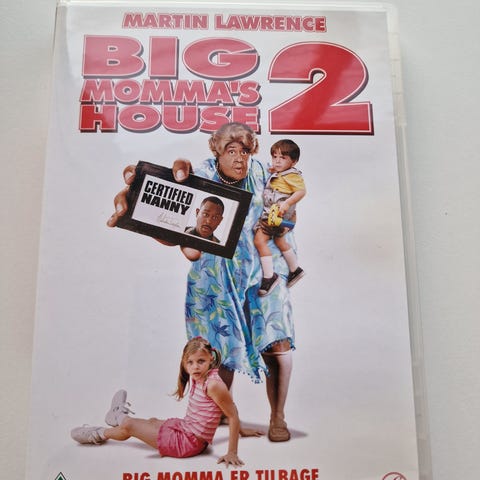 MARTIN LAWRENCE
BIG
MOMMA'S
HOUSE 2
CERTIFIED
NANNY
BIG MOMMA ER TILBAGE